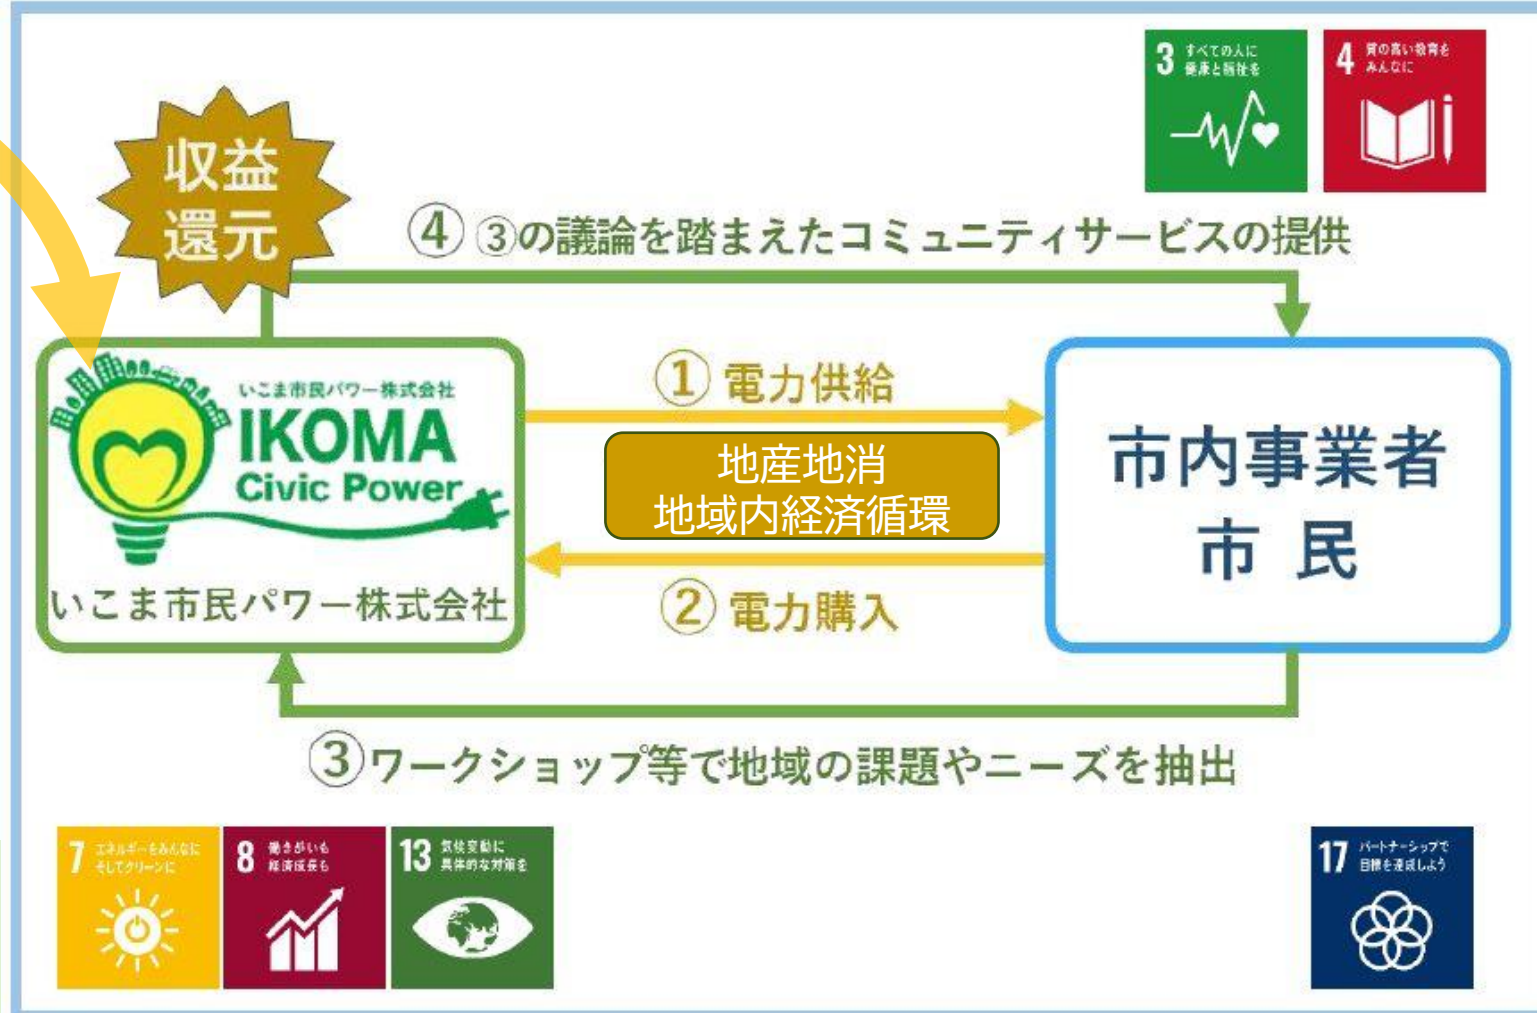 3 すべての人に
健康と福祉を
4 質の高い教育を
みんなに
収益
還元
④ ③の議論を踏まえたコミュニティサービスの提供
いこま市民パワー株式会社
IKOMA
Civic Power
いこま市民パワー株式会社
① 電力供給
地産地消
地域内経済循環
② 電力購入
市内事業者
市 民
③ワークショップ等で地域の課題やニーズを抽出
7 エネルギーをみんなに
そしてクリーンに
8 働きがいも
経済成長も
13 気候変動に
具体的な対策を
17 パートナーシップで
目標を達成しよう